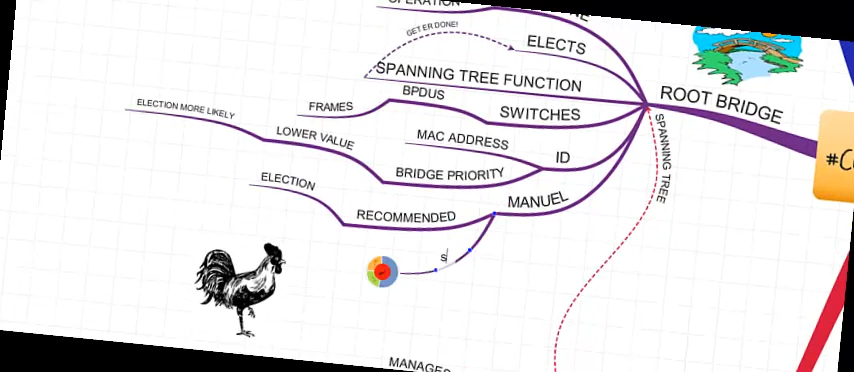 OPERATION
GET ER DONE!
ELECTS
SPANNING TREE FUNCTION
ROOT BRIDGE
BPDUS
FRAMES
SWITCHES
ELECTION MORE LIKELY
LOWER VALUE
MAC ADDRESS
ID
BRIDGE PRIORITY
SPANNING TREE
ELECTION
RECOMMENDED
MANUEL
s